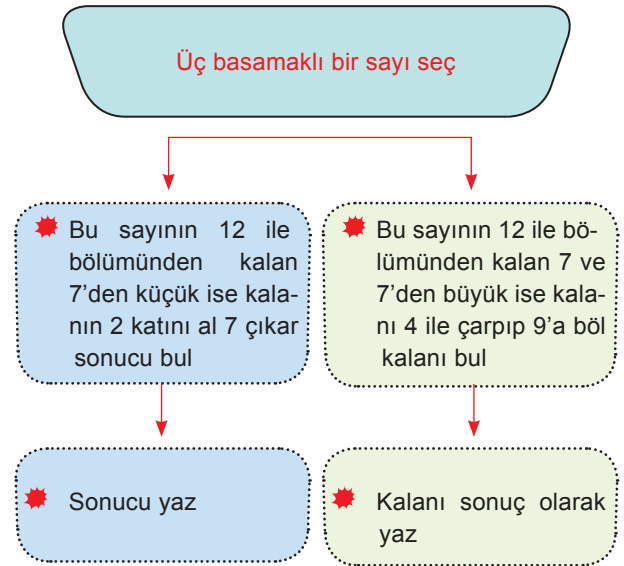 Üç basamaklı bir sayı seç
Bu sayının 12 ile
bölümünden kalan
7'den küçük ise kala-
nın 2 katını al 7 çıkar
sonucu bul
Bu sayının 12 ile bö-
lümünden kalan 7 ve
7'den büyük ise kala-
nı 4 ile çarpıp 9'a böl
kalanı bul
Sonucu yaz
Kalanı sonuç olarak
yaz